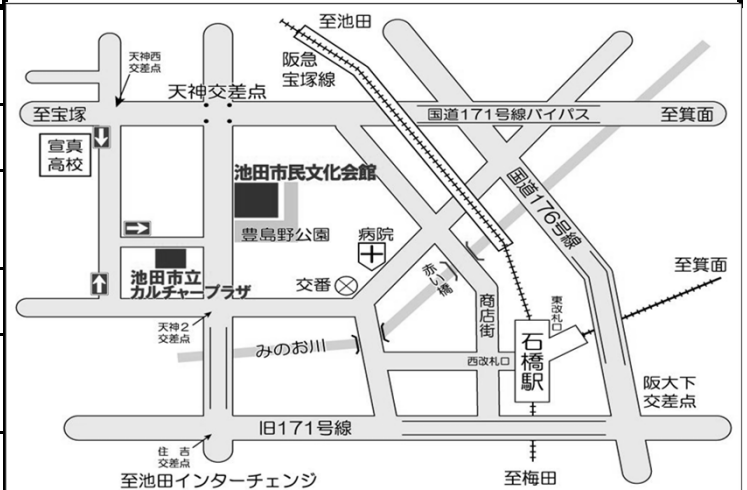 至池田
天神西
交差点
阪急
宝塚線
天神交差点
至宝塚
国道171号線バイパス
至箕面
宣真
高校
池田市民文化会館
国道176号線
豊島野公園
病院
池田市立
カルチャープラザ
交番
赤い橋
至箕面
商店街
東改札口
天神2
交差点
みのお川
西改札口
石橋駅
阪大下
交差点
旧171号線
住吉
交差点
至池田インターチェンジ
至梅田